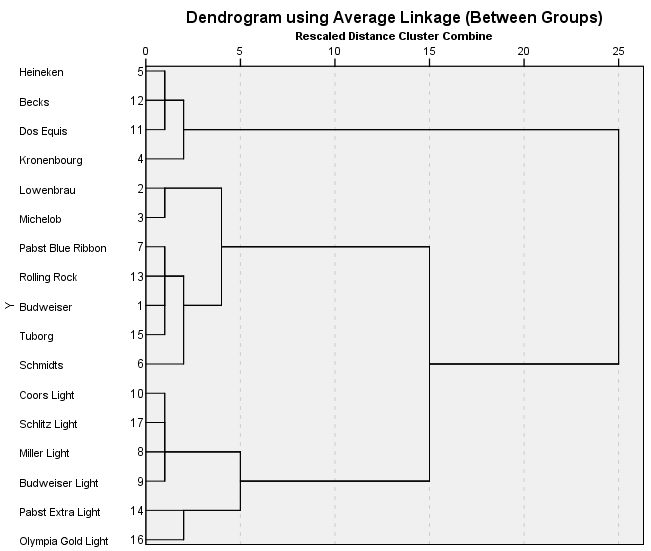 Dendrogram using Average Linkage (Between Groups)
Rescaled Distance Cluster Combine
0 5 10 15 20 25
Heineken 5
Becks 12
Dos Equis 11
Kronenbourg 4
Lowenbrau 2
Michelob 3
Pabst Blue Ribbon 7
Rolling Rock 13
Y
Budweiser 1
Tuborg 15
Schmidts 6
Coors Light 10
Schlitz Light 17
Miller Light 8
Budweiser Light 9
Pabst Extra Light 14
Olympia Gold Light 16